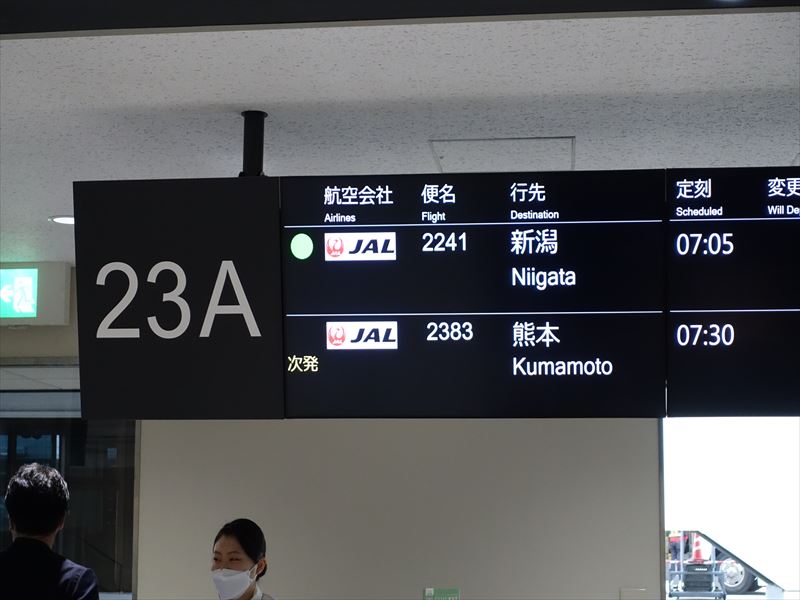 23A
航空会社 便名 行先 定刻 変更
Airlines Flight Destination Scheduled Will De
JAL 2241 新潟 07:05
Niigata
JAL 2383 熊本 07:30
次発 Kumamoto